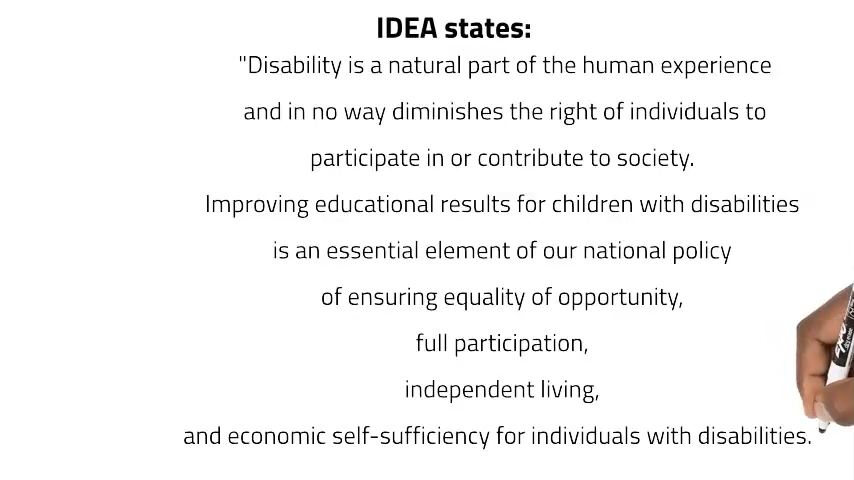 IDEA states:
"Disability is a natural part of the human experience
and in no way diminishes the right of individuals to
participate in or contribute to society.
Improving educational results for children with disabilities
is an essential element of our national policy
of ensuring equality of opportunity,
full participation,
independent living,
and economic self-sufficiency for individuals with disabilities.